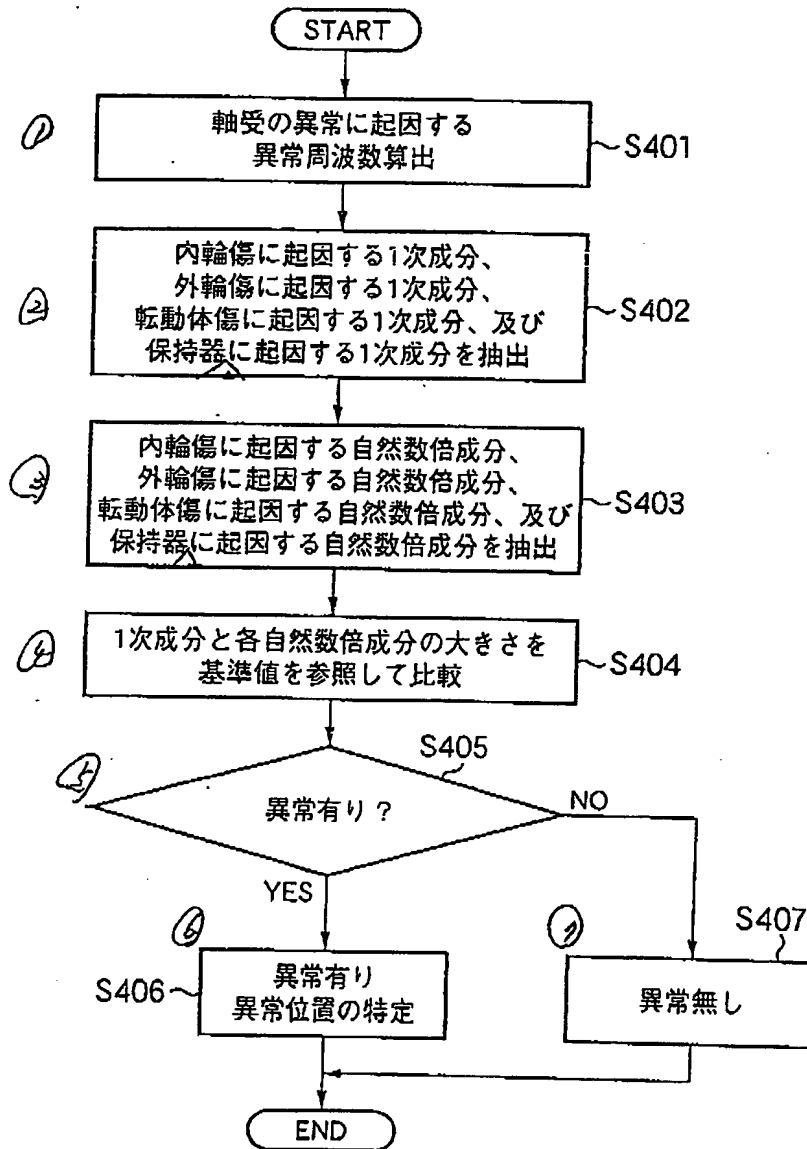 START
①
軸受の異常に起因する
異常周波数算出
S401
②
内輪傷に起因する1次成分、
外輪傷に起因する1次成分、
転動体傷に起因する1次成分、及び
保持器に起因する1次成分を抽出
S402
③
内輪傷に起因する自然数倍成分、
外輪傷に起因する自然数倍成分、
転動体傷に起因する自然数倍成分、及び
保持器に起因する自然数倍成分を抽出
S403
④
1次成分と各自然数倍成分の大きさを
基準値を参照して比較
S404
⑤
S405
異常有り？
NO
YES
⑥
S406
異常有り
異常位置の特定
⑦
S407
異常無し
END